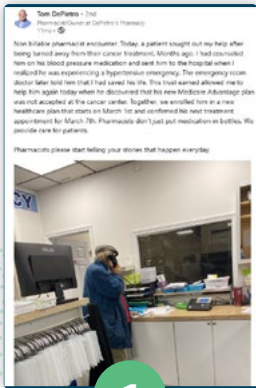 Tom DePietro • 2nd
Pharmacist/Owner at DePietro's Pharmacy
Non billable pharmacist encounter. Today, a patient sought out my help after
being turned away from their cancer treatment. Months ago, I had counseled
him on his blood pressure medication and sent him to the hospital when I
realized he was experiencing a hypertensive emergency. The emergency room
doctor later told him that I had saved his life. This trust earned allowed me to
help him again today when he discovered that his new Medicare Advantage plan
was not accepted at the cancer center. Together, we enrolled him in a new
healthcare plan that starts on March 1st and confirmed his next treatment
appointment for March 7th. Pharmacists don't just put medication in bottles. We
provide care for patients.
Pharmacists please start telling your stories that happen everyday.
CY